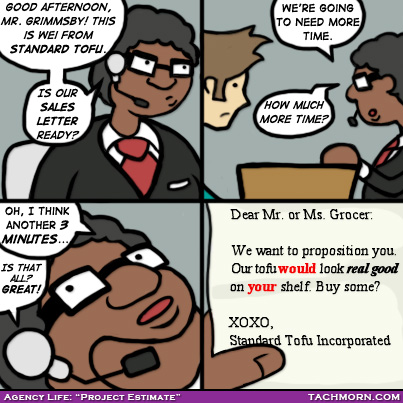 GOOD AFTERNOON,
MR. GRIMMSBY! THIS
IS WEI FROM
STANDARD TOFU.
IS OUR
SALES
LETTER
READY?
WE'RE GOING
TO NEED MORE
TIME.
HOW MUCH
MORE TIME?
OH, I THINK
ANOTHER 3
MINUTES...
IS THAT
ALL?
GREAT!
Dear Mr. or Ms. Grocer:
We want to proposition you.
Our tofu would look real good
on your shelf. Buy some?
XOXO,
Standard Tofu Incorporated
AGENCY LIFE: "PROJECT ESTIMATE"
TACHMORN.COM